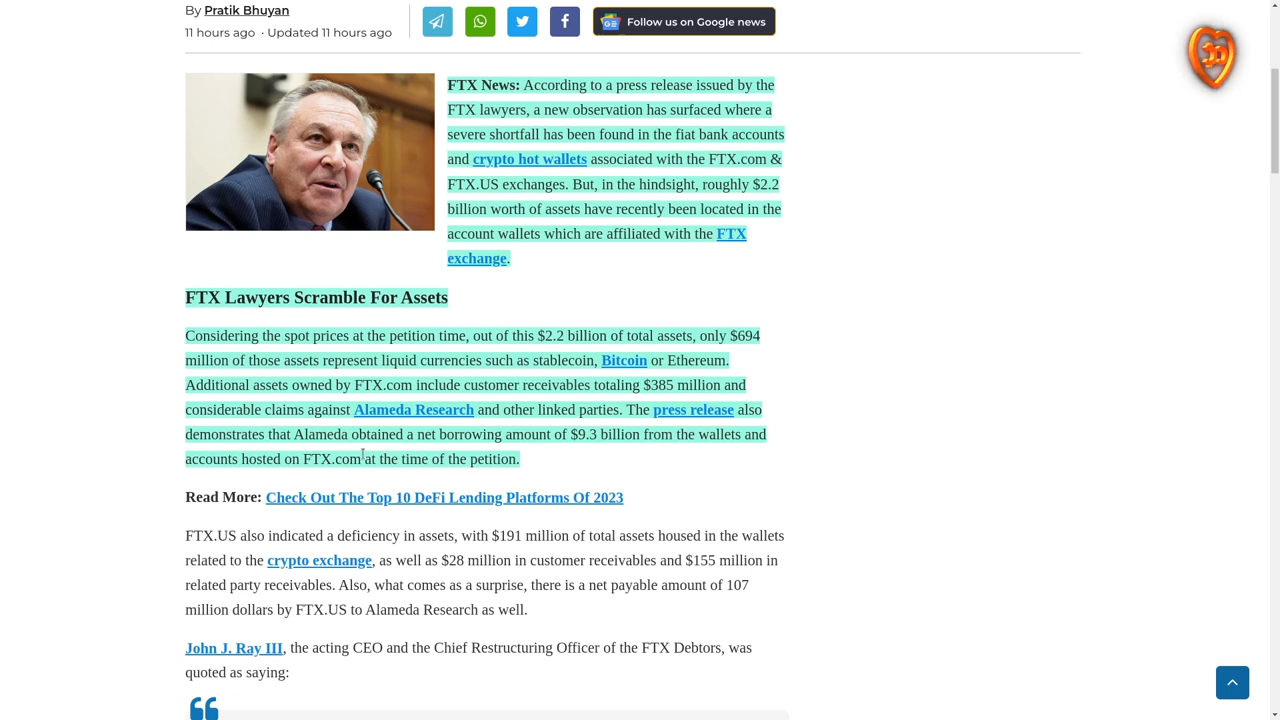 By Pratik Bhuyan
11 hours ago · Updated 11 hours ago
Follow us on Google news
FTX News: According to a press release issued by the
FTX lawyers, a new observation has surfaced where a
severe shortfall has been found in the fiat bank accounts
and crypto hot wallets associated with the FTX.com &
FTX.US exchanges. But, in the hindsight, roughly $2.2
billion worth of assets have recently been located in the
account wallets which are affiliated with the FTX
exchange.
FTX Lawyers Scramble For Assets
Considering the spot prices at the petition time, out of this $2.2 billion of total assets, only $694
million of those assets represent liquid currencies such as stablecoin, Bitcoin or Ethereum.
Additional assets owned by FTX.com include customer receivables totaling $385 million and
considerable claims against Alameda Research and other linked parties. The press release also
demonstrates that Alameda obtained a net borrowing amount of $9.3 billion from the wallets and
accounts hosted on FTX.com at the time of the petition.
Read More: Check Out The Top 10 DeFi Lending Platforms Of 2023
FTX.US also indicated a deficiency in assets, with $191 million of total assets housed in the wallets
related to the crypto exchange, as well as $28 million in customer receivables and $155 million in
related party receivables. Also, what comes as a surprise, there is a net payable amount of 107
million dollars by FTX.US to Alameda Research as well.
John J. Ray III, the acting CEO and the Chief Restructuring Officer of the FTX Debtors, was
quoted as saying: